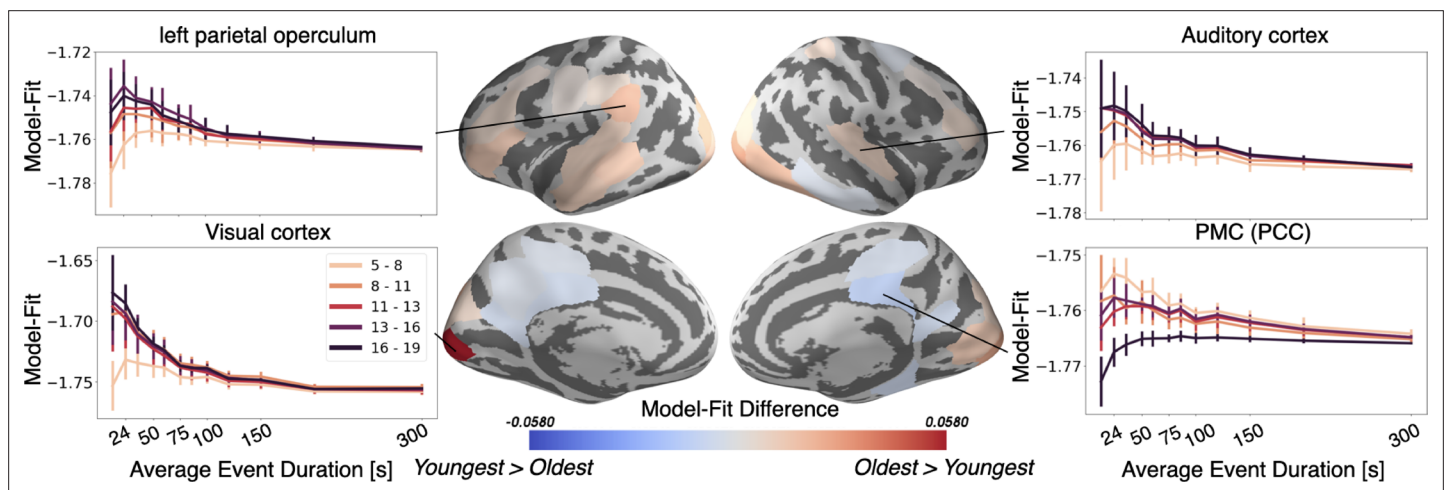 left parietal operculum
−1.72
−1.74
−1.76
−1.78
Model-Fit
Auditory cortex
−1.74
−1.75
−1.76
−1.77
−1.78
Model-Fit
Visual cortex
−1.65
−1.70
−1.75
Model-Fit
5 - 8
8 - 11
11 - 13
13 - 16
16 - 19
24 50 75 100 150 300
Average Event Duration [s]
PMC (PCC)
−1.75
−1.76
−1.77
Model-Fit
24 50 75 100 150 300
Average Event Duration [s]
Model-Fit Difference
-0.0580 0.0580
Youngest > Oldest Oldest > Youngest